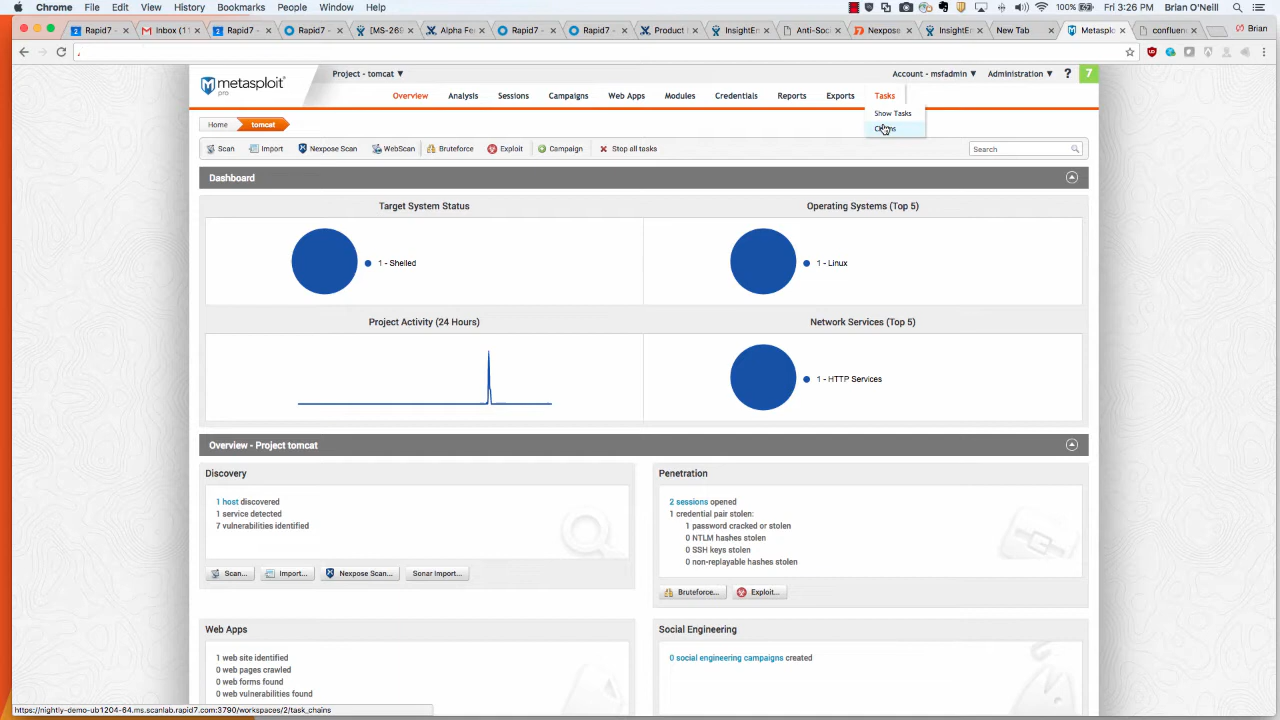 Chrome File Edit View History Bookmarks People Window Help
100% Fri 3:26 PM Brian O'Neill
Rapid7 - Inbox (11 Rapid7 - Rapid7 - [MS-269 Alpha Fe Rapid7 - Rapid7 - Product InsightEn Anti-Soc Nexpose InsightEn New Tab Metasplo confluen Brian
metasploit
pro
Project - tomcat ▼
Account - msfadmin ▼ Administration ▼ ? 7
Overview Analysis Sessions Campaigns Web Apps Modules Credentials Reports Exports Tasks
Show Tasks
Home tomcat
Scan Import Nexpose Scan WebScan Bruteforce Exploit Campaign Stop all tasks Search
Dashboard
Target System Status
Operating Systems (Top 5)
1 - Shelled
1 - Linux
Project Activity (24 Hours)
Network Services (Top 5)
1 - HTTP Services
Overview - Project tomcat
Discovery
1 host discovered
1 service detected
7 vulnerabilities identified
Scan... Import... Nexpose Scan... Sonar Import...
Penetration
2 sessions opened
1 credential pair stolen:
1 password cracked or stolen
0 NTLM hashes stolen
0 SSH keys stolen
0 non-replayable hashes stolen
Bruteforce... Exploit...
Web Apps
1 web site identified
0 web pages crawled
0 web forms found
0 web vulnerabilities found
Social Engineering
0 social engineering campaigns created
https://nightly-demo-ub1204-64.ms.scanlab.rapid7.com:3790/workspaces/2/task_chains